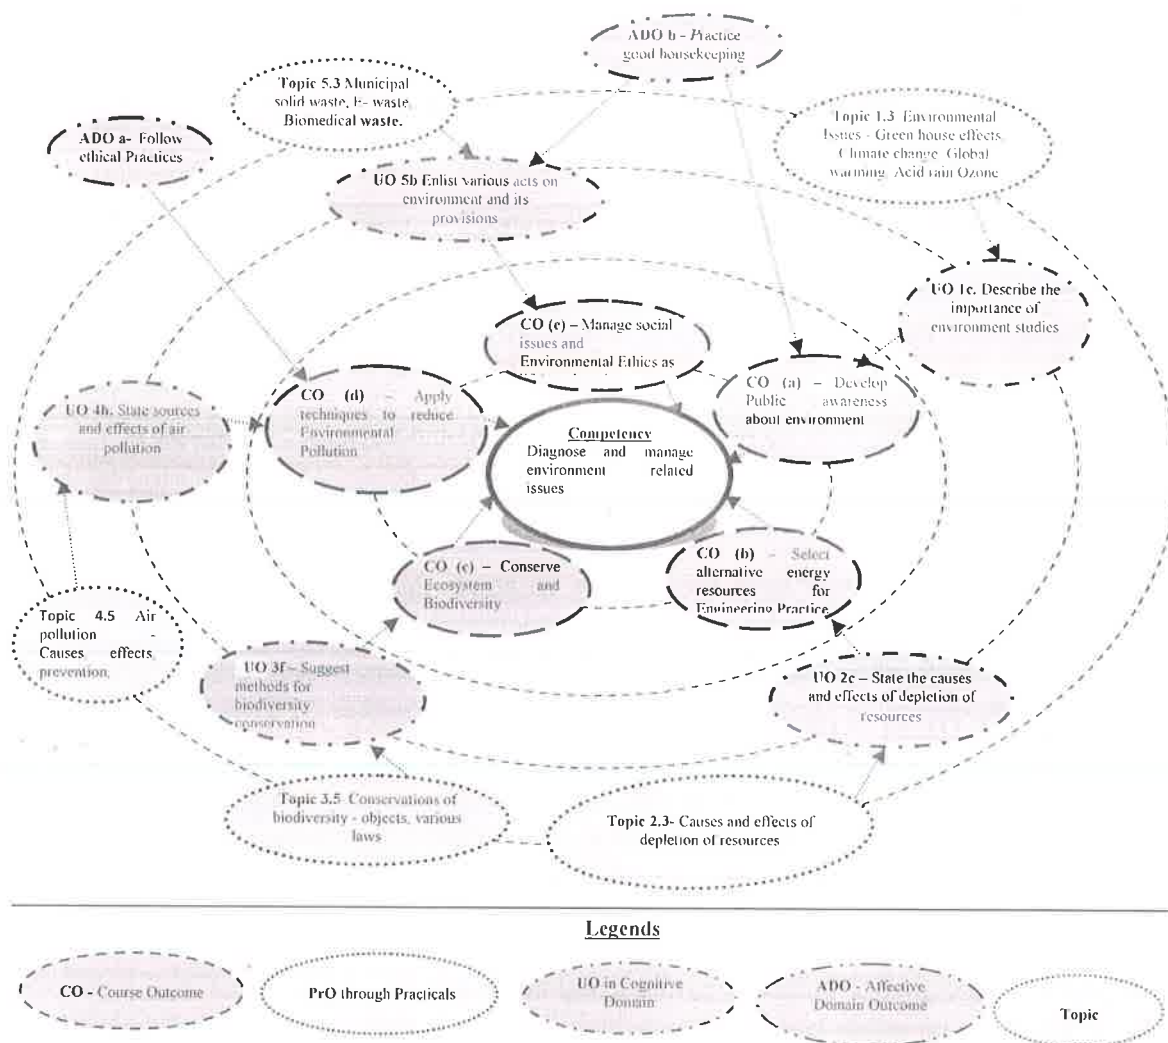 ADO b - Practice
good housekeeping
Topic 5.3 Municipal
solid waste, E- waste,
Biomedical waste.
Topic 1.3 Environmental
Issues - Green house effects,
Climate change, Global
warming, Acid rain Ozone
ADO a- Follow
ethical Practices
UO 5b Enlist various acts on
environment and its
provisions
UO 1c. Describe the
importance of
environment studies
CO (e) – Manage social
issues and
Environmental Ethics as
CO (a) – Develop
Public awareness
about environment
CO (d) – Apply
techniques to reduce
Environmental
Pollution
UO 4b. State sources
and effects of air
pollution
Competency
Diagnose and manage
environment related
issues
CO (c) – Conserve
Ecosystem and
Biodiversity
CO (b) – Select
alternative energy
resources for
Engineering Practice
Topic 4.5 Air
pollution -
Causes effects,
prevention,
UO 3f – Suggest
methods for
biodiversity
conservation
UO 2c – State the causes
and effects of depletion of
resources
Topic 3.5 Conservations of
biodiversity - objects, various
laws
Topic 2.3- Causes and effects of
depletion of resources
Legends
CO - Course Outcome
PrO through Practicals
UO in Cognitive
Domain
ADO - Affective
Domain Outcome
Topic